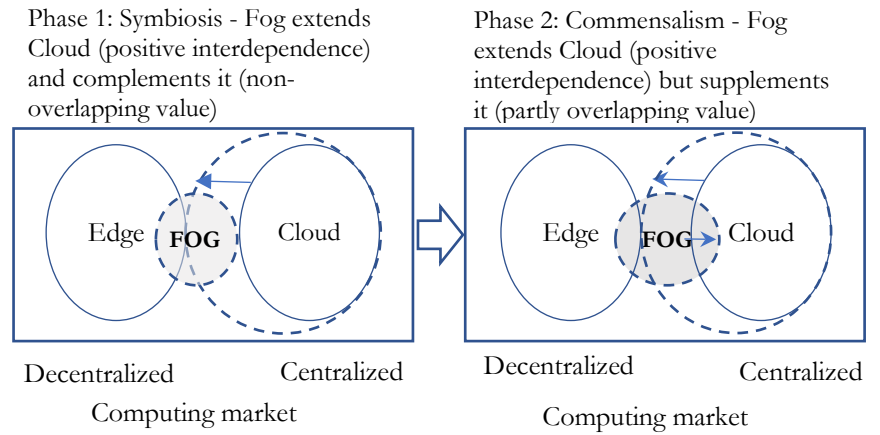 Phase 1: Symbiosis - Fog extends
Cloud (positive interdependence)
and complements it (non-
overlapping value)
Edge
FOG
Cloud
Decentralized
Centralized
Computing market
Phase 2: Commensalism - Fog
extends Cloud (positive
interdependence) but supplements
it (partly overlapping value)
Edge
FOG
Cloud
Decentralized
Centralized
Computing market